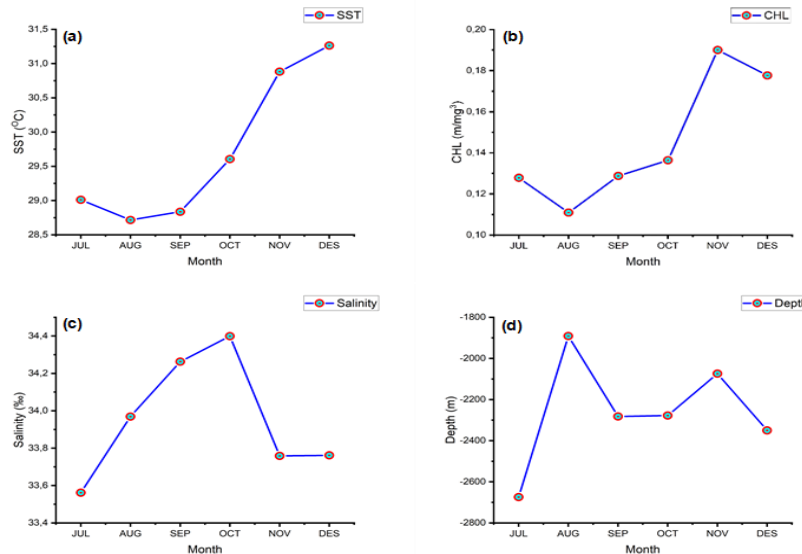 (a)
SST
31,5
31,0
30,5
30,0
29,5
29,0
28,5
SST (°C)
JUL AUG SEP OCT NOV DES
Month
(b)
CHL
0,20
0,18
0,16
0,14
0,12
0,10
CHL (m/mg³)
JUL AUG SEP OCT NOV DES
Month
(c)
Salinity
34,4
34,2
34,0
33,8
33,6
33,4
Salinity (‰)
JUL AUG SEP OCT NOV DES
Month
(d)
Depth
-1800
-2000
-2200
-2400
-2600
-2800
Depth (m)
JUL AUG SEP OCT NOV DES
Month